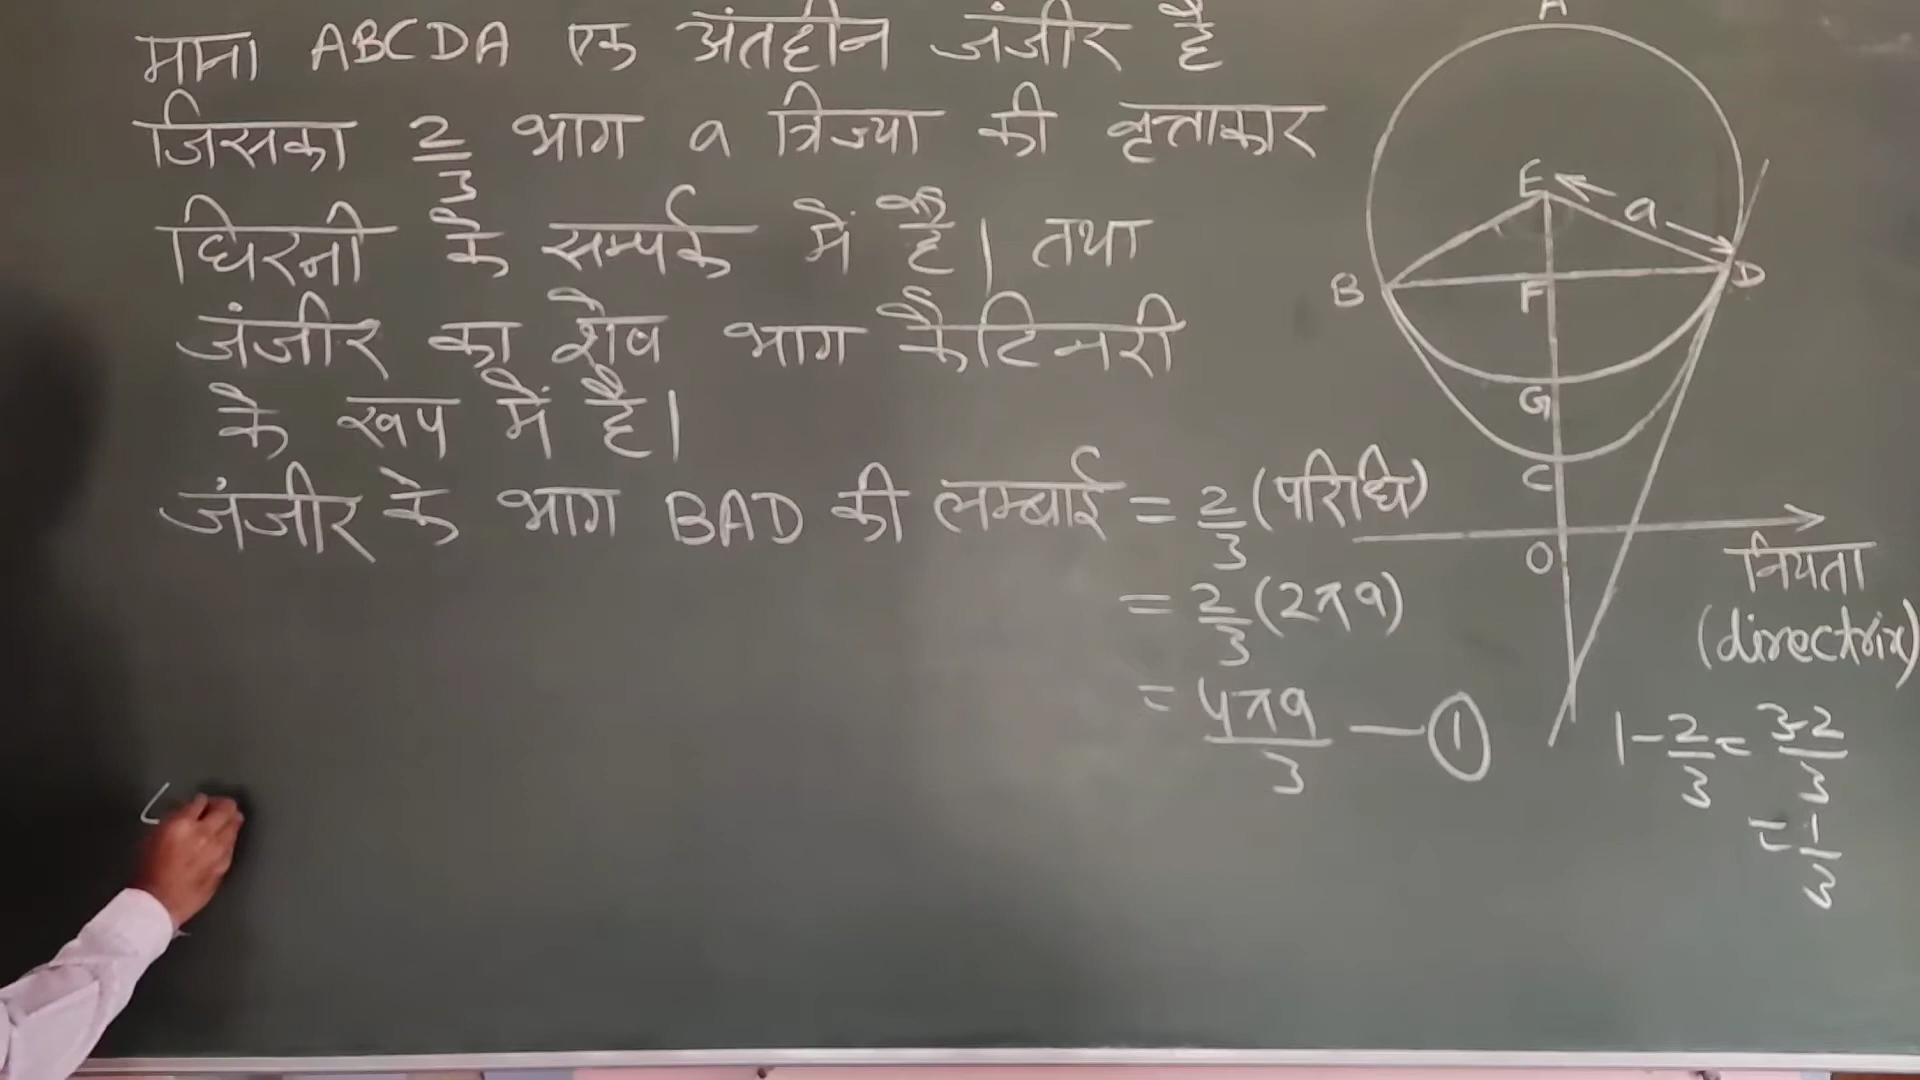 माना ABCDA एक अंतहीन जंजीर है
जिसका 2/3 भाग a त्रिज्या की वृत्ताकार
घिरनी के सम्पर्क में है। तथा
जंजीर का शेष भाग कैटिनरी
के रूप में है।
जंजीर के भाग BAD की लम्बाई = 2/3 (परिधि)
= 2/3 (2πa)
= 4πa/3 — ①
A
E
a
B
F
D
G
C
O
नियता
(directrix)
1 - 2/3 = 3-2/3
= 1/3